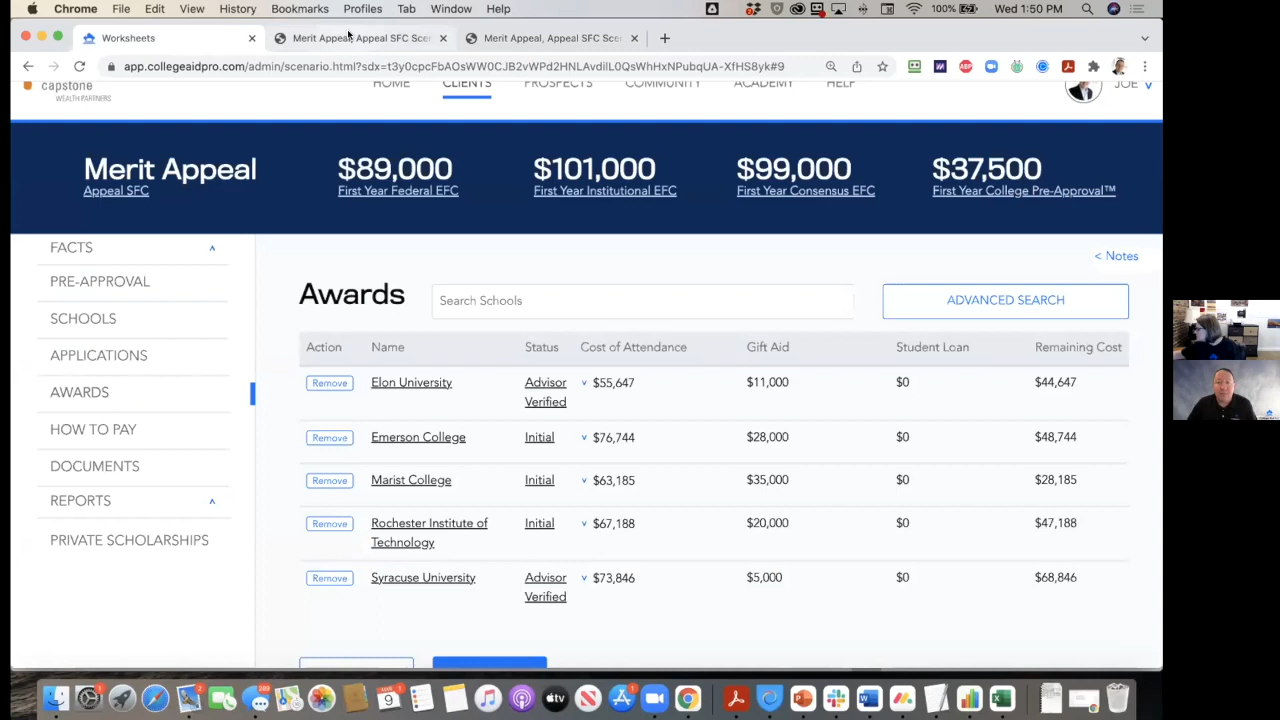 Chrome File Edit View History Bookmarks Profiles Tab Window Help 100% Wed 1:50 PM
Worksheets Merit Appeal, Appeal SFC Scen Merit Appeal, Appeal SFC Scen
app.collegeaidpro.com/admin/scenario.html?sdx=t3y0cpcFbAOsWW0CJB2vWPd2HNLAvdilL0QsWhHxNPubqUA-XfHS8yk#9
capstone
WEALTH PARTNERS
HOME CLIENTS PROSPECTS COMMUNITY ACADEMY HELP JOE
Merit Appeal $89,000 $101,000 $99,000 $37,500
Appeal SFC First Year Federal EFC First Year Institutional EFC First Year Consensus EFC First Year College Pre-Approval™
FACTS
PRE-APPROVAL
SCHOOLS
APPLICATIONS
AWARDS
HOW TO PAY
DOCUMENTS
REPORTS
PRIVATE SCHOLARSHIPS
< Notes
Awards Search Schools ADVANCED SEARCH
Action Name Status Cost of Attendance Gift Aid Student Loan Remaining Cost
Remove Elon University Advisor Verified $55,647 $11,000 $0 $44,647
Remove Emerson College Initial $76,744 $28,000 $0 $48,744
Remove Marist College Initial $63,185 $35,000 $0 $28,185
Remove Rochester Institute of Technology Initial $67,188 $20,000 $0 $47,188
Remove Syracuse University Advisor Verified $73,846 $5,000 $0 $68,846